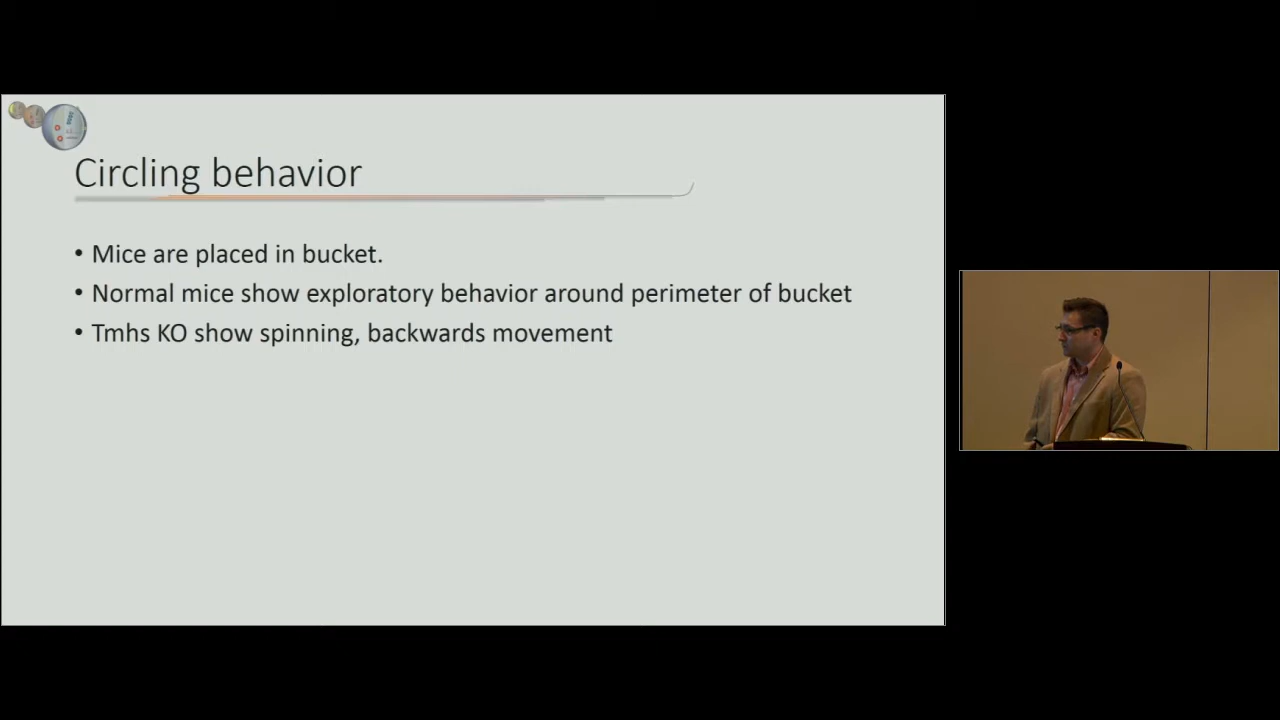 Circling behavior
• Mice are placed in bucket.
• Normal mice show exploratory behavior around perimeter of bucket
• Tmhs KO show spinning, backwards movement